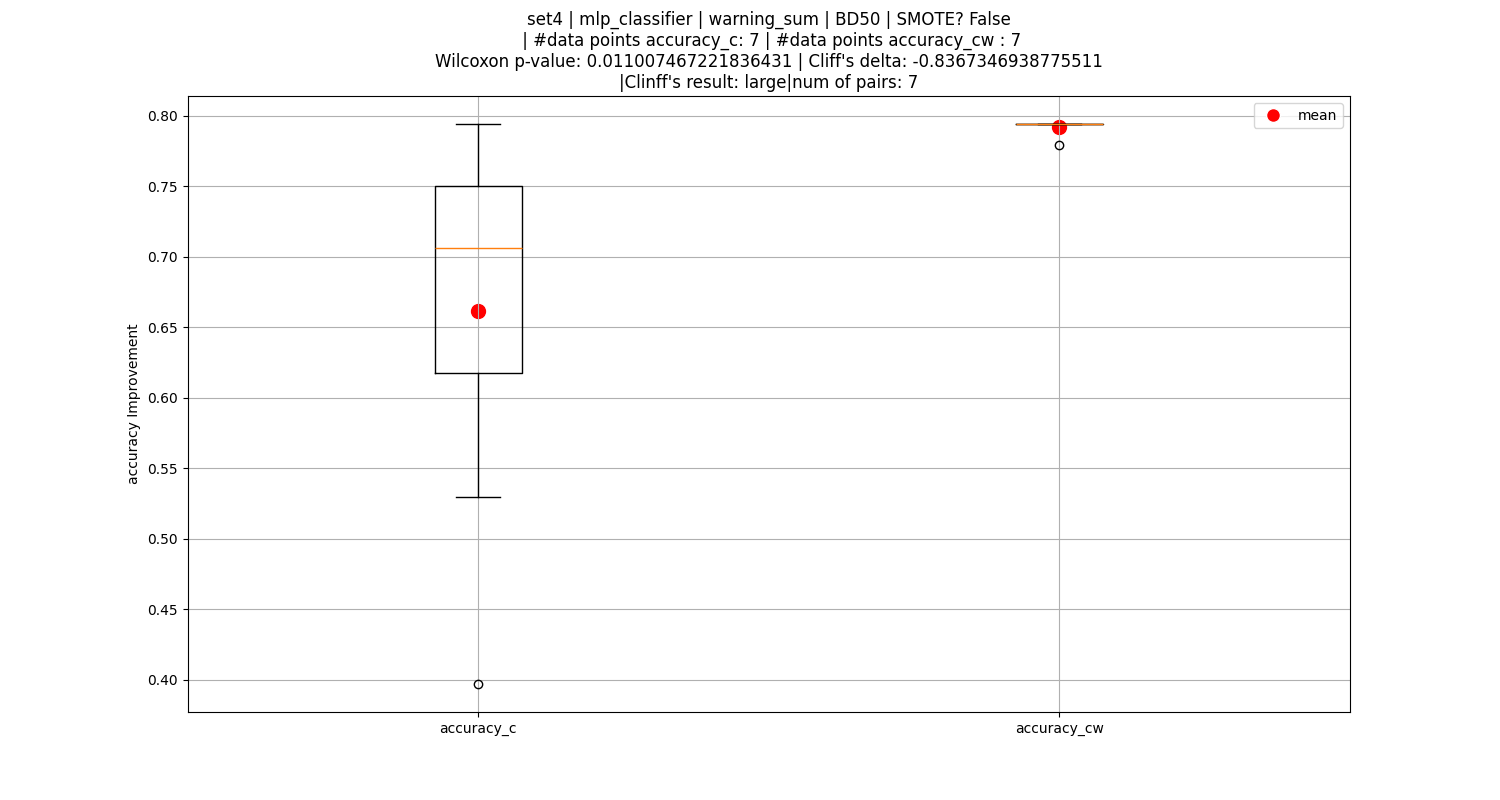 set4 | mlp_classifier | warning_sum | BD50 | SMOTE? False
| #data points accuracy_c: 7 | #data points accuracy_cw : 7
Wilcoxon p-value: 0.011007467221836431 | Cliff's delta: -0.8367346938775511
|Clinff's result: large|num of pairs: 7
mean
0.80
0.75
0.70
0.65
0.60
0.55
0.50
0.45
0.40
accuracy Improvement
accuracy_c
accuracy_cw